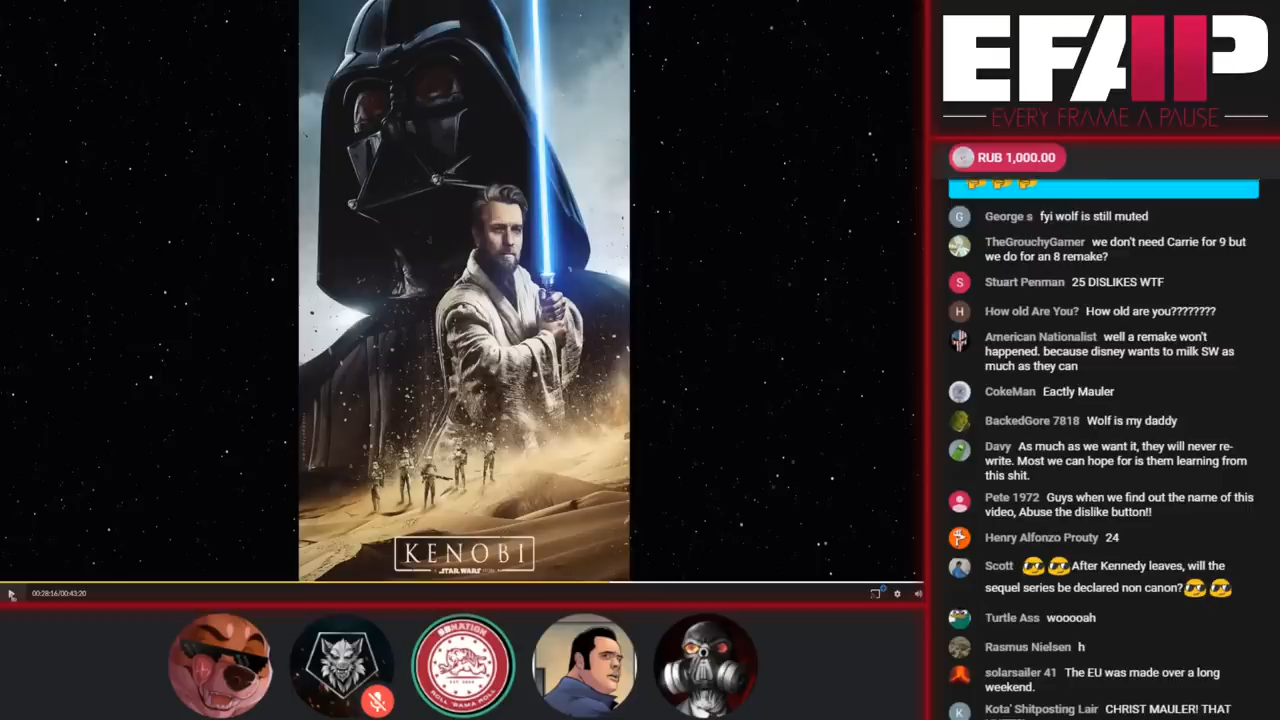 EFAP
EVERY FRAME A PAUSE
RUB 1,000.00
George s fyi wolf is still muted
TheGrouchyGamer we don't need Carrie for 9 but
we do for an 8 remake?
Stuart Penman 25 DISLIKES WTF
How old Are You? How old are you????????
American Nationalist well a remake won't
happened. because disney wants to milk SW as
much as they can
CokeMan Eactly Mauler
BackedGore 7818 Wolf is my daddy
Davy As much as we want it, they will never re-
write. Most we can hope for is them learning from
this shit.
Pete 1972 Guys when we find out the name of this
video, Abuse the dislike button!!
Henry Alfonzo Prouty 24
Scott After Kennedy leaves, will the
sequel series be declared non canon?
Turtle Ass wooooah
Rasmus Nielsen h
solarsailer 41 The EU was made over a long
weekend.
Kota' Shitposting Lair CHRIST MAULER! THAT
KENOBI
A STAR WARS
00:28:16/00:43:20
BBNATION
ROLL 'RAMA ROLL